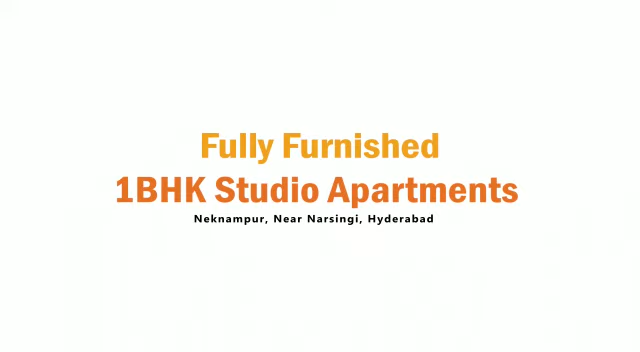 Fully Furnished
1BHK Studio Apartments
Neknampur, Near Narsingi, Hyderabad